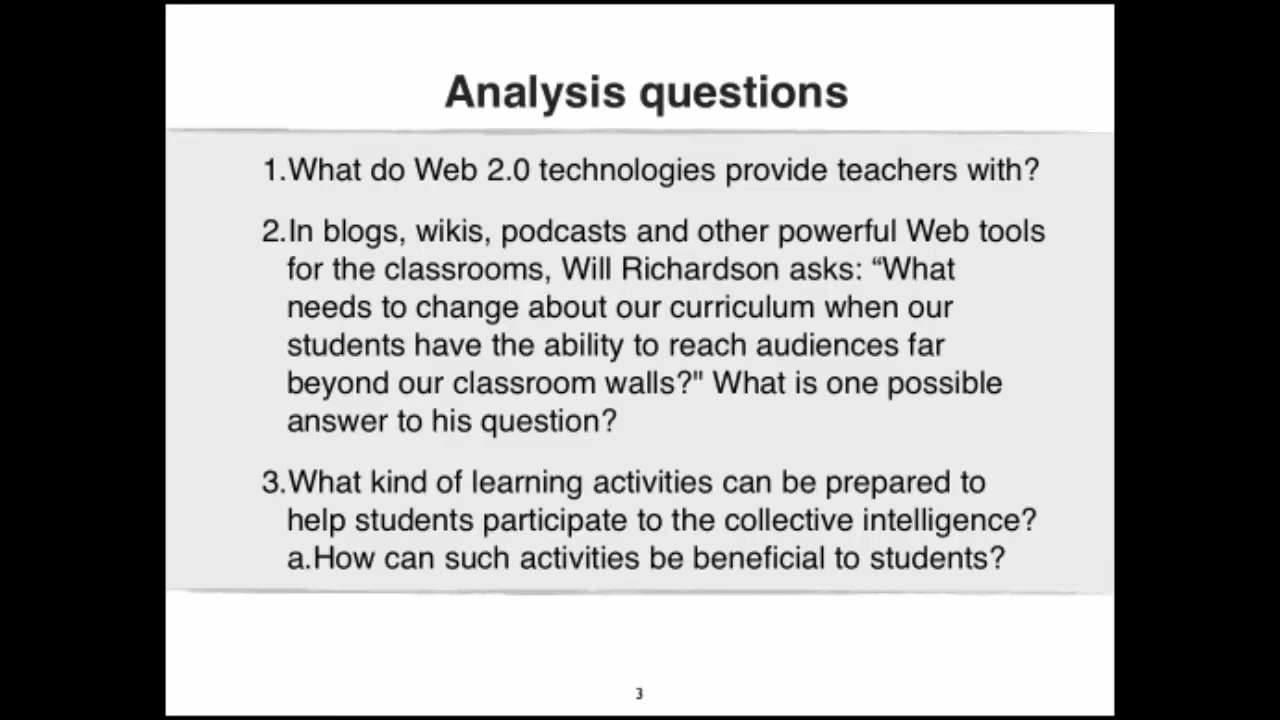 Analysis questions
1.What do Web 2.0 technologies provide teachers with?
2.In blogs, wikis, podcasts and other powerful Web tools
for the classrooms, Will Richardson asks: “What
needs to change about our curriculum when our
students have the ability to reach audiences far
beyond our classroom walls?" What is one possible
answer to his question?
3.What kind of learning activities can be prepared to
help students participate to the collective intelligence?
a.How can such activities be beneficial to students?
3